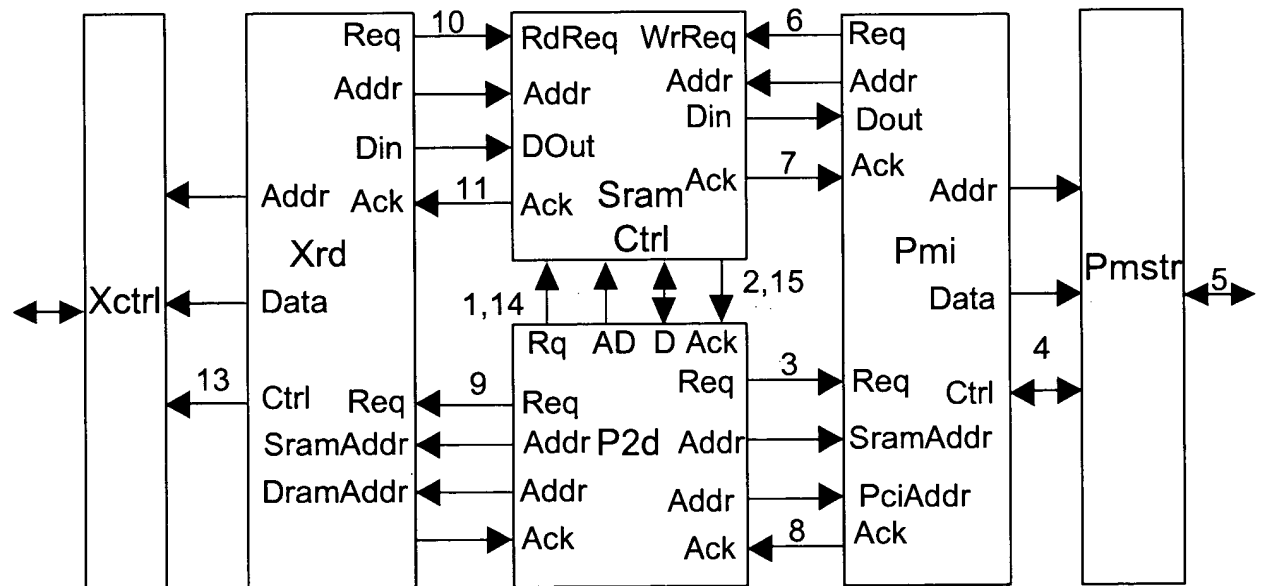 Req 10 RdReq WrReq 6 Req
Addr Addr Addr Addr
Din DOut Din Dout
Addr Ack 11 Ack Sram Ack 7 Ack Addr
Xrd Ctrl Pmi Pmstr
Xctrl Data 1,14 2,15 Data 5
Rq AD D Ack
13 Ctrl Req 9 Req Req 3 Req Ctrl 4
SramAddr Addr P2d Addr SramAddr
DramAddr Addr Addr PciAddr
Ack Ack 8 Ack